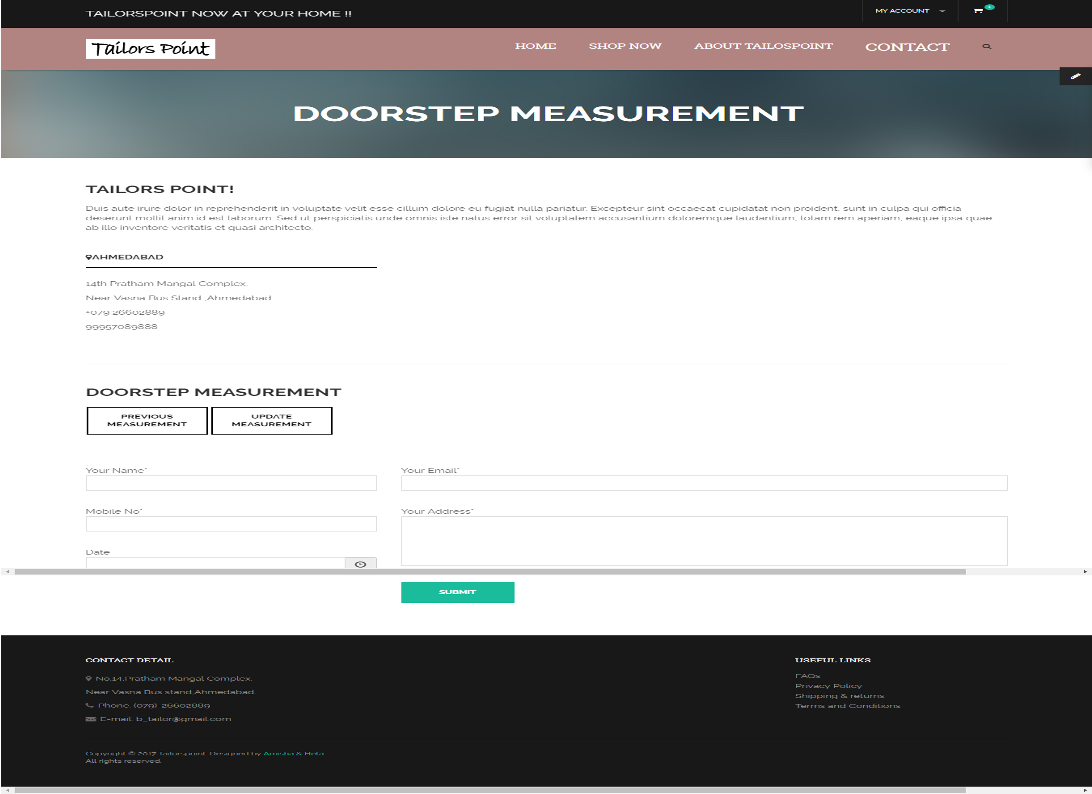 TAILORSPOINT NOW AT YOUR HOME !!
MY ACCOUNT
Tailors Point
HOME
SHOP NOW
ABOUT TAILOSPOINT
CONTACT
DOORSTEP MEASUREMENT
TAILORS POINT!
Duis aute irure dolor in reprehenderit in voluptate velit esse cillum dolore eu fugiat nulla pariatur. Excepteur sint occaecat cupidatat non proident, sunt in culpa qui officia
deserunt mollit anim id est laborum. Sed ut perspiciatis unde omnis iste natus error sit voluptatem accusantium doloremque laudantium, totam rem aperiam, eaque ipsa quae
ab illo inventore veritatis et quasi architecto.
AHMEDABAD
14th Pratham Mangal Complex,
Near Vasna Bus Stand ,Ahmedabad
+079 26602889
99957089888
DOORSTEP MEASUREMENT
PREVIOUS
MEASUREMENT
UPDATE
MEASUREMENT
Your Name*
Your Email*
Mobile No*
Your Address*
Date
SUBMIT
CONTACT DETAIL
USEFUL LINKS
No.14,Pratham Mangal Complex,
Near Vasna Bus stand,Ahmedabad.
Phone: (079) 26602889
E-mail: b_tailor@gmail.com
FAQs
Privacy Policy
Shipping & returns
Terms and Conditions
Copyright © 2017 tailorspoint. Designed by
All rights reserved.